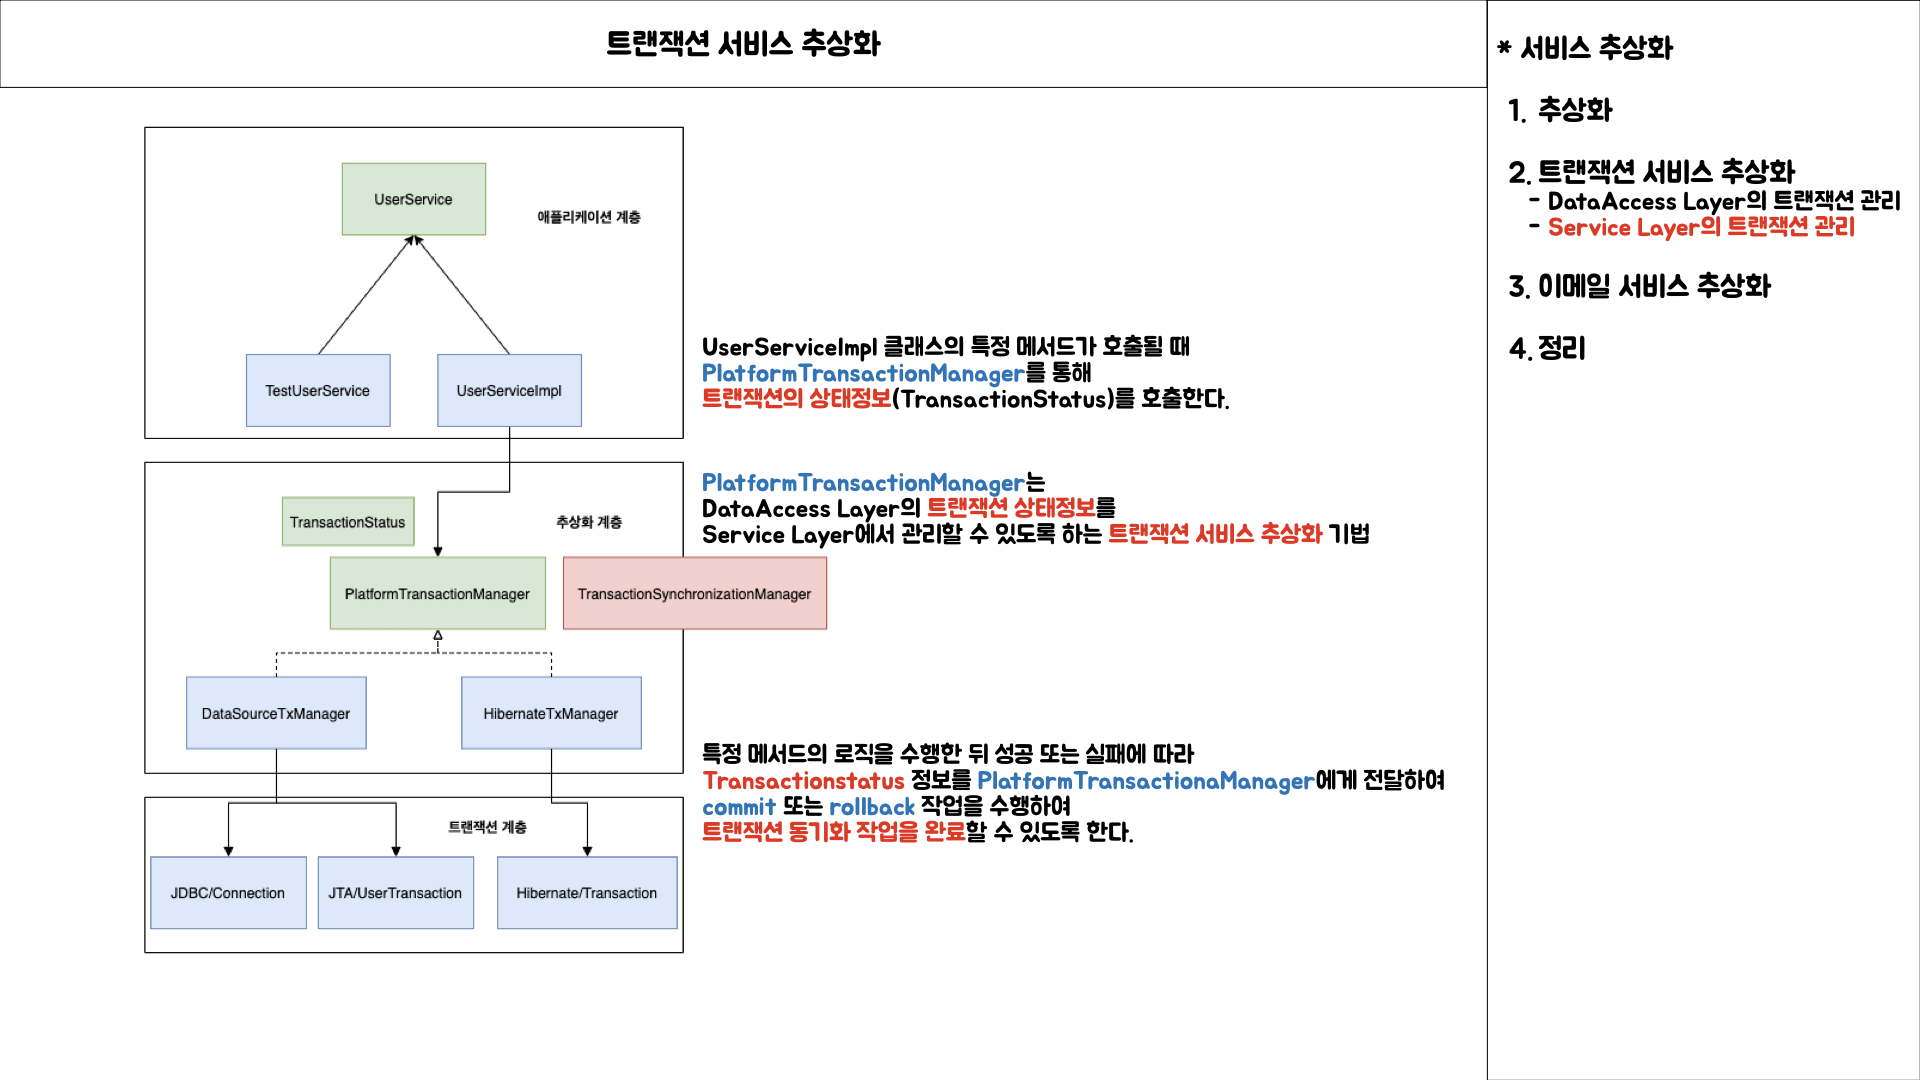 트랜잭션 서비스 추상화
UserService
애플리케이션 계층
TestUserService
UserServiceImpl
UserServiceImpl 클래스의 특정 메서드가 호출될 때
PlatformTransactionManager를 통해
트랜잭션의 상태정보(TransactionStatus)를 호출한다.
TransactionStatus
추상화 계층
PlatformTransactionManager는
DataAccess Layer의 트랜잭션 상태정보를
Service Layer에서 관리할 수 있도록 하는 트랜잭션 서비스 추상화 기법
PlatformTransactionManager
TransactionSynchronizationManager
DataSourceTxManager
HibernateTxManager
특정 메서드의 로직을 수행한 뒤 성공 또는 실패에 따라
Transactionstatus 정보를 PlatformTransactionaManager에게 전달하여
commit 또는 rollback 작업을 수행하여
트랜잭션 동기화 작업을 완료할 수 있도록 한다.
트랜잭션 계층
JDBC/Connection
JTA/UserTransaction
Hibernate/Transaction
* 서비스 추상화
1. 추상화
2. 트랜잭션 서비스 추상화
- DataAccess Layer의 트랜잭션 관리
- Service Layer의 트랜잭션 관리
3. 이메일 서비스 추상화
4. 정리